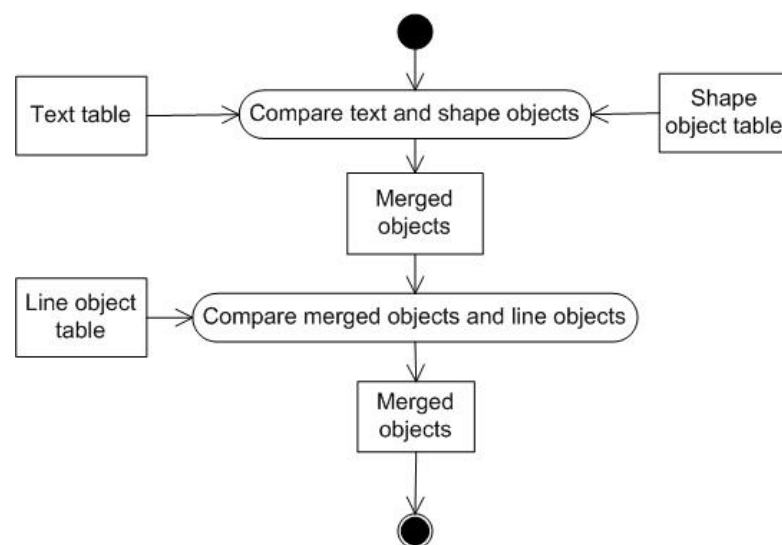 Text table
Compare text and shape objects
Shape
object table
Merged
objects
Line object
table
Compare merged objects and line objects
Merged
objects